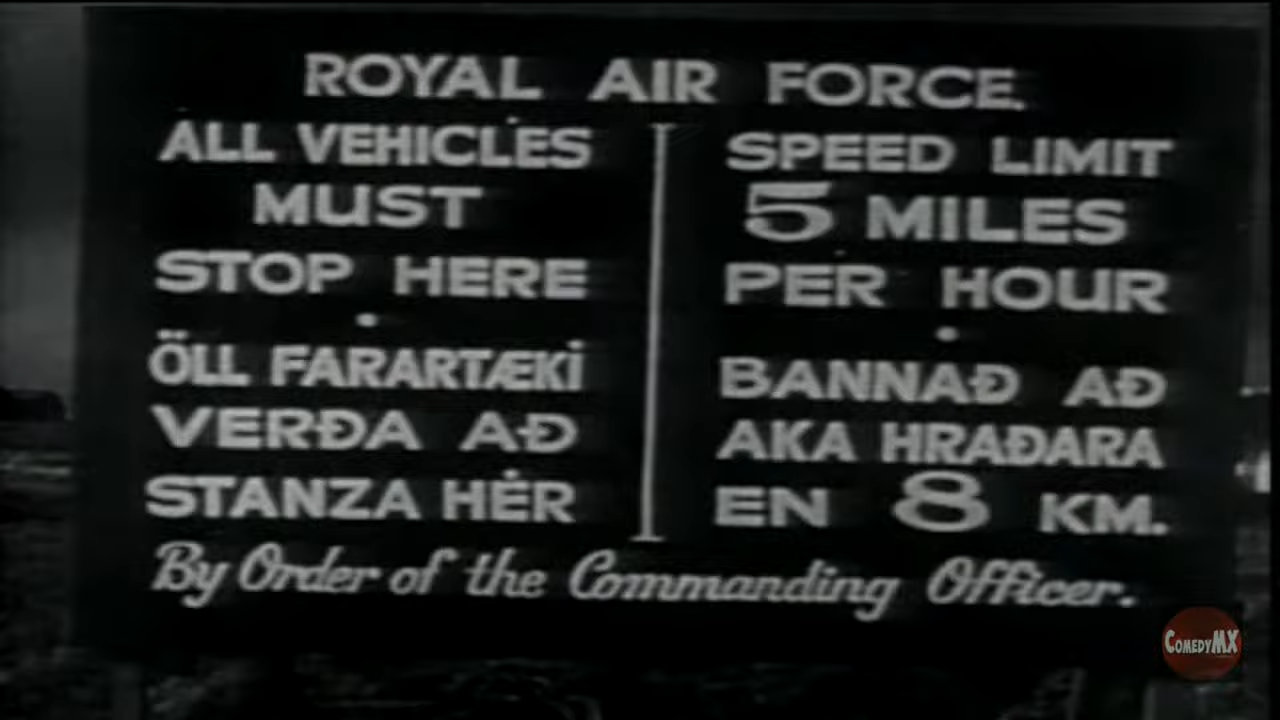 ROYAL AIR FORCE.
ALL VEHICLES
MUST
STOP HERE
ÖLL FARARTÆKI
VERÐA AÐ
STANZA HÉR
SPEED LIMIT
5 MILES
PER HOUR
BANNAÐ AÐ
AKA HRAÐARA
EN 8 KM.
By Order of the Commanding Officer.
COMEDYMX